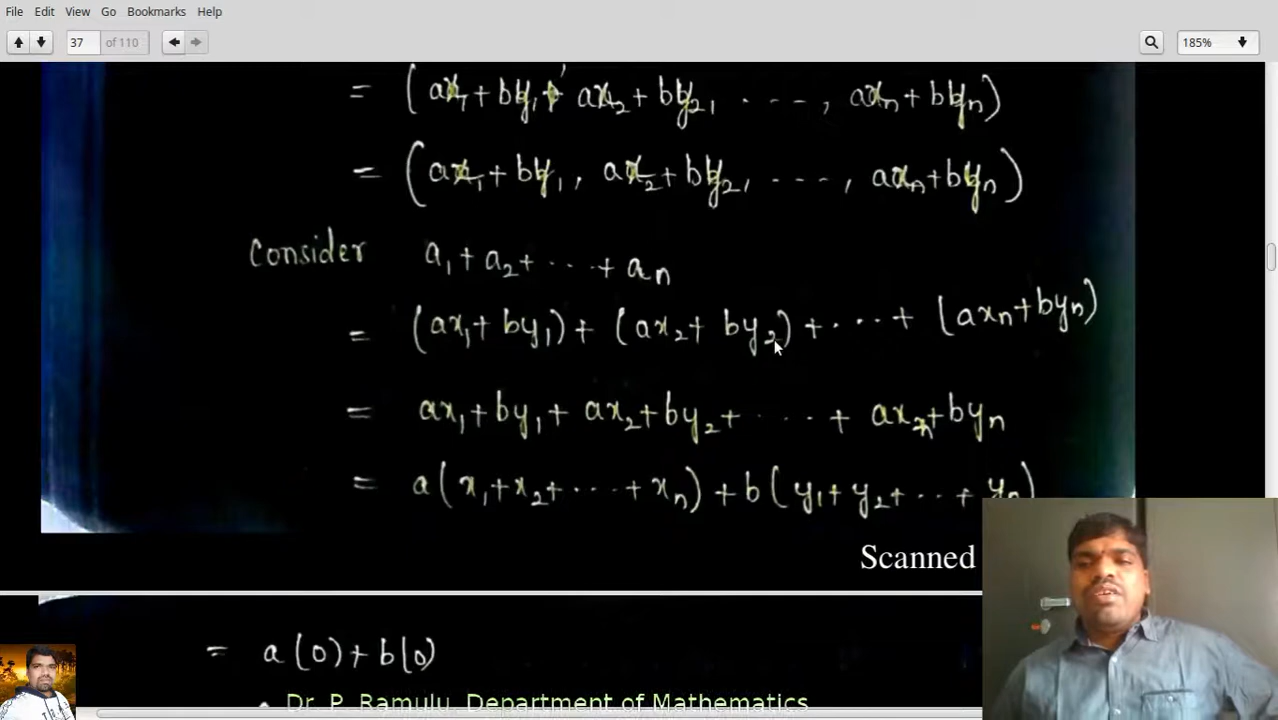 File Edit View Go Bookmarks Help
37 of 110 185%
= (ax₁ + by₁, ax₂ + by₂, ...., axₙ + byₙ)
= (ax₁ + by₁, ax₂ + by₂, ...., axₙ + byₙ)
Consider a₁ + a₂ + ... + aₙ
= (ax₁ + by₁) + (ax₂ + by₂) + ... + (axₙ + byₙ)
= ax₁ + by₁ + ax₂ + by₂ + ... + axₙ + byₙ
= a(x₁ + x₂ + ... + xₙ) + b(y₁ + y₂ + ... + yₙ)
Scanned
= a(0) + b(0)
Dr. P. Ramulu, Department of Mathematics